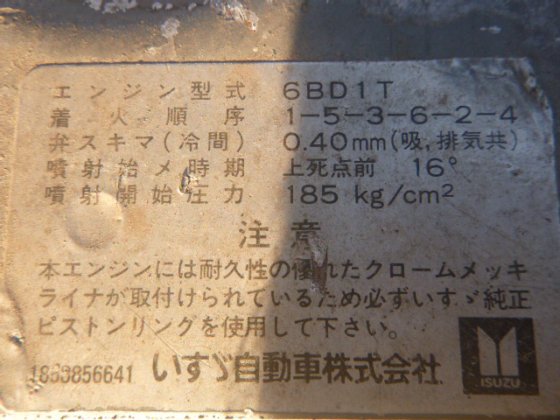 エンジン型式 6BD1T
着火順序 1-5-3-6-2-4
弁スキマ(冷間) 0.40mm(吸,排気共)
噴射始メ時期 上死点前 16°
噴射開始圧力 185 kg/cm²
注意
本エンジンには耐久性の優れたクロームメッキ
ライナが取付けられているため必ずいすゞ純正
ピストンリングを使用して下さい.
1893856641 いすゞ自動車株式会社
ISUZU